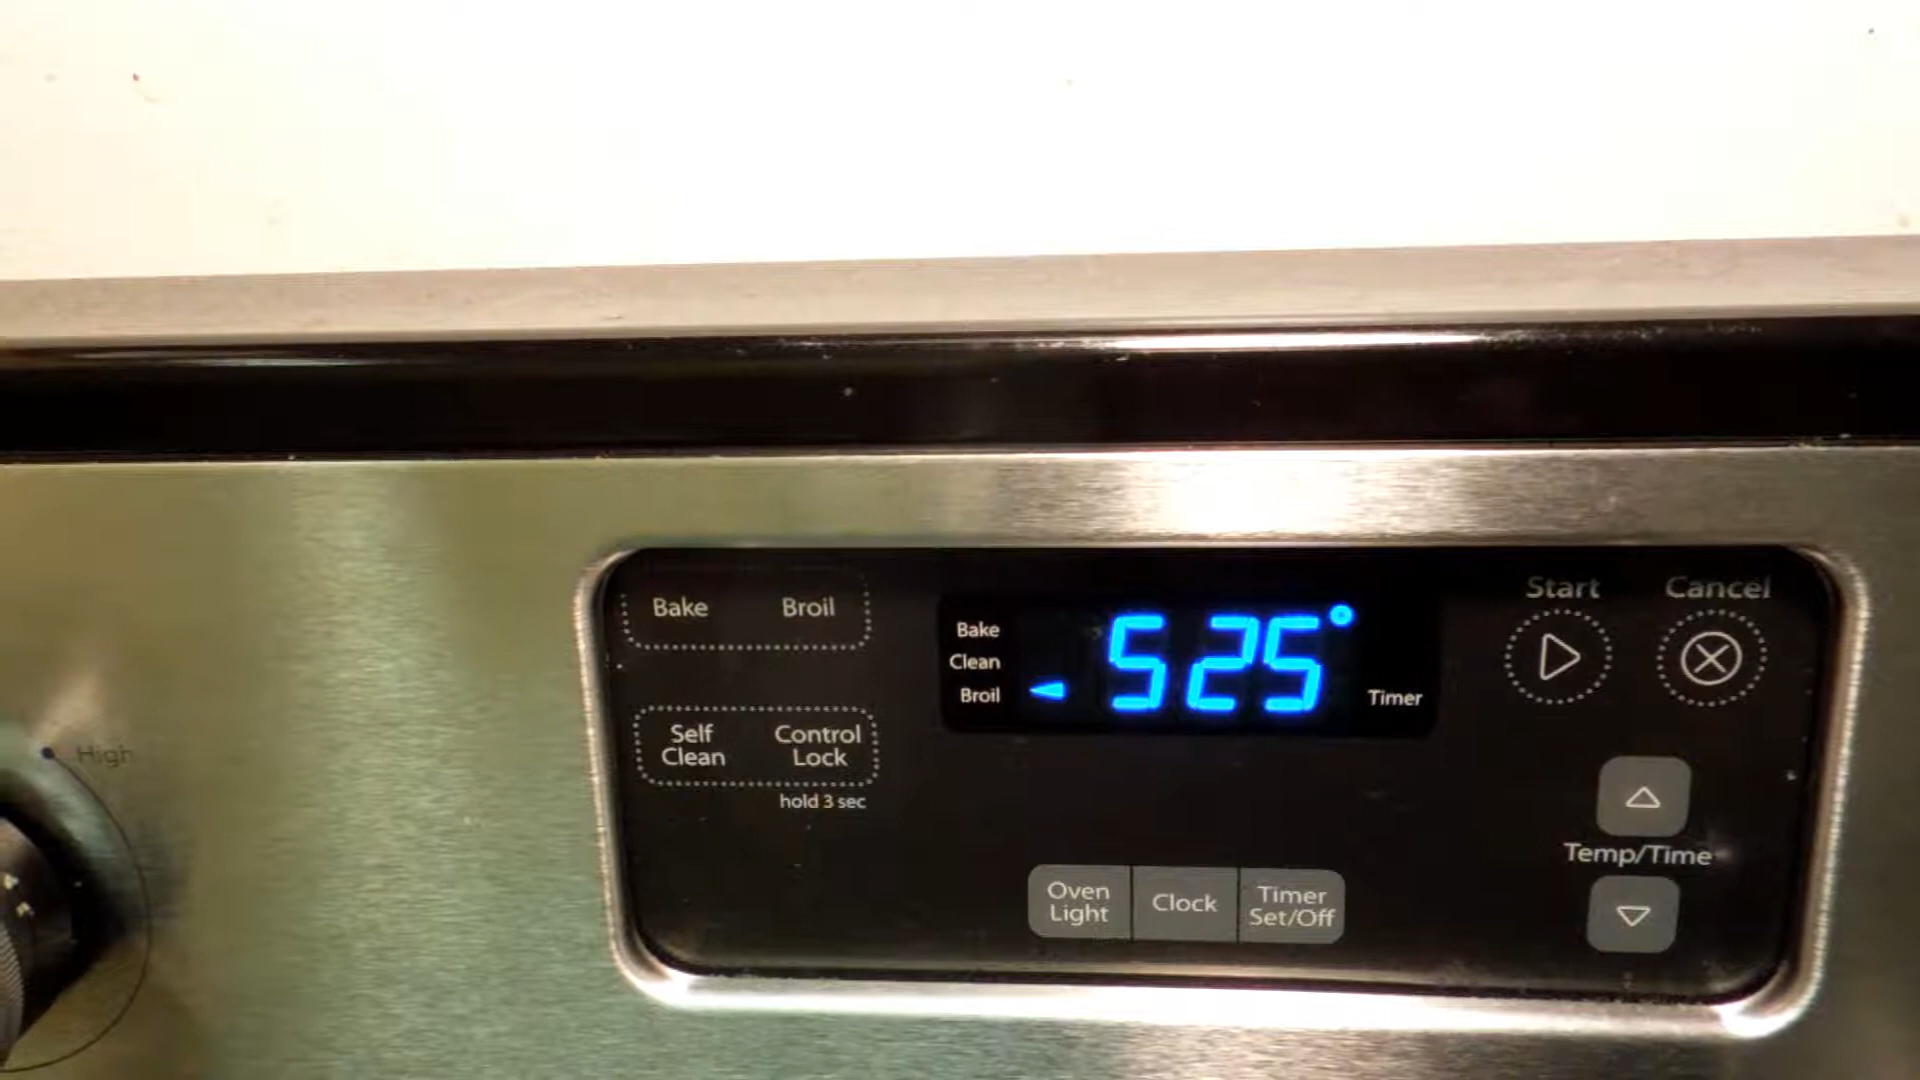 Bake Broil
Self Clean
Control Lock
hold 3 sec
Bake
Clean
Broil
525°
Timer
Start
Cancel
Temp/Time
Oven Light
Clock
Timer Set/Off
High